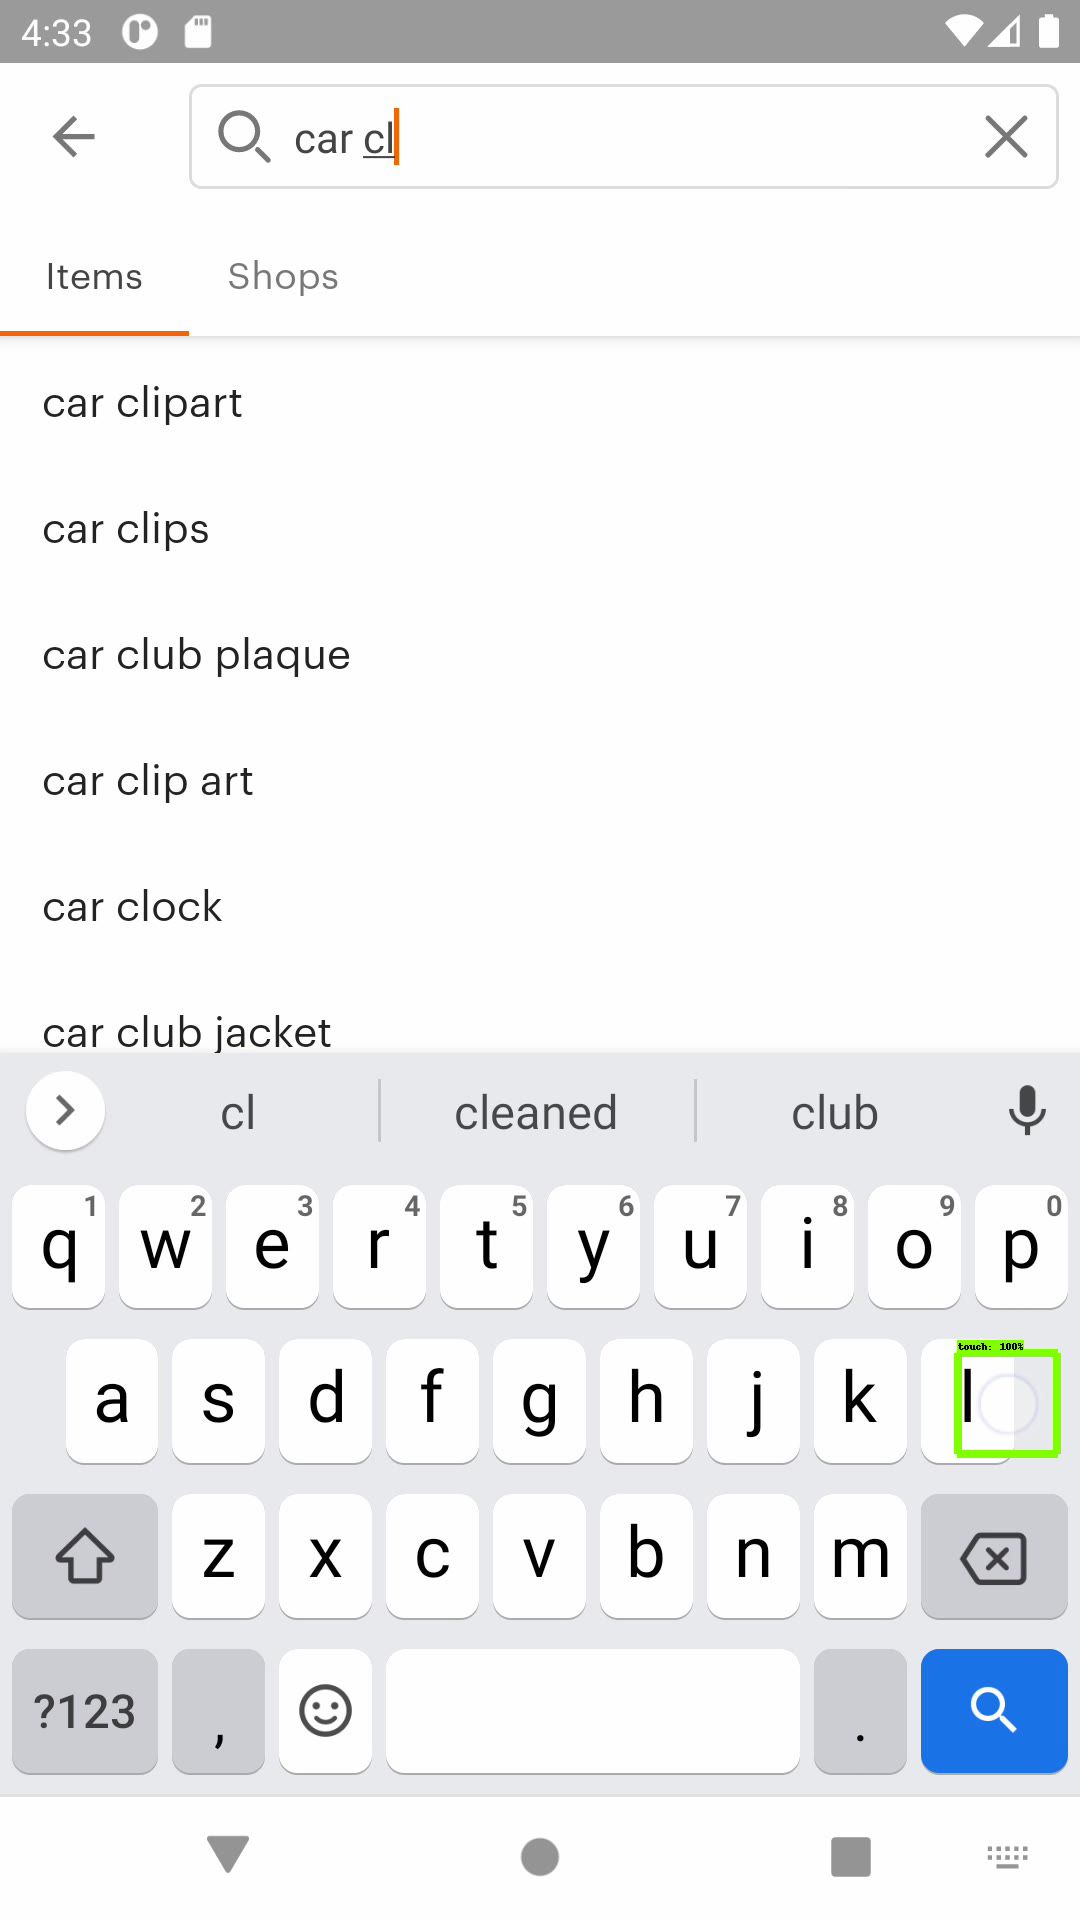 4:33
car cl
Items Shops
car clipart
car clips
car club plaque
car clip art
car clock
car club jacket
cl cleaned club
1 2 3 4 5 6 7 8 9 0
q w e r t y u i o p
touch: 100%
a s d f g h j k l
z x c v b n m
?123 , .